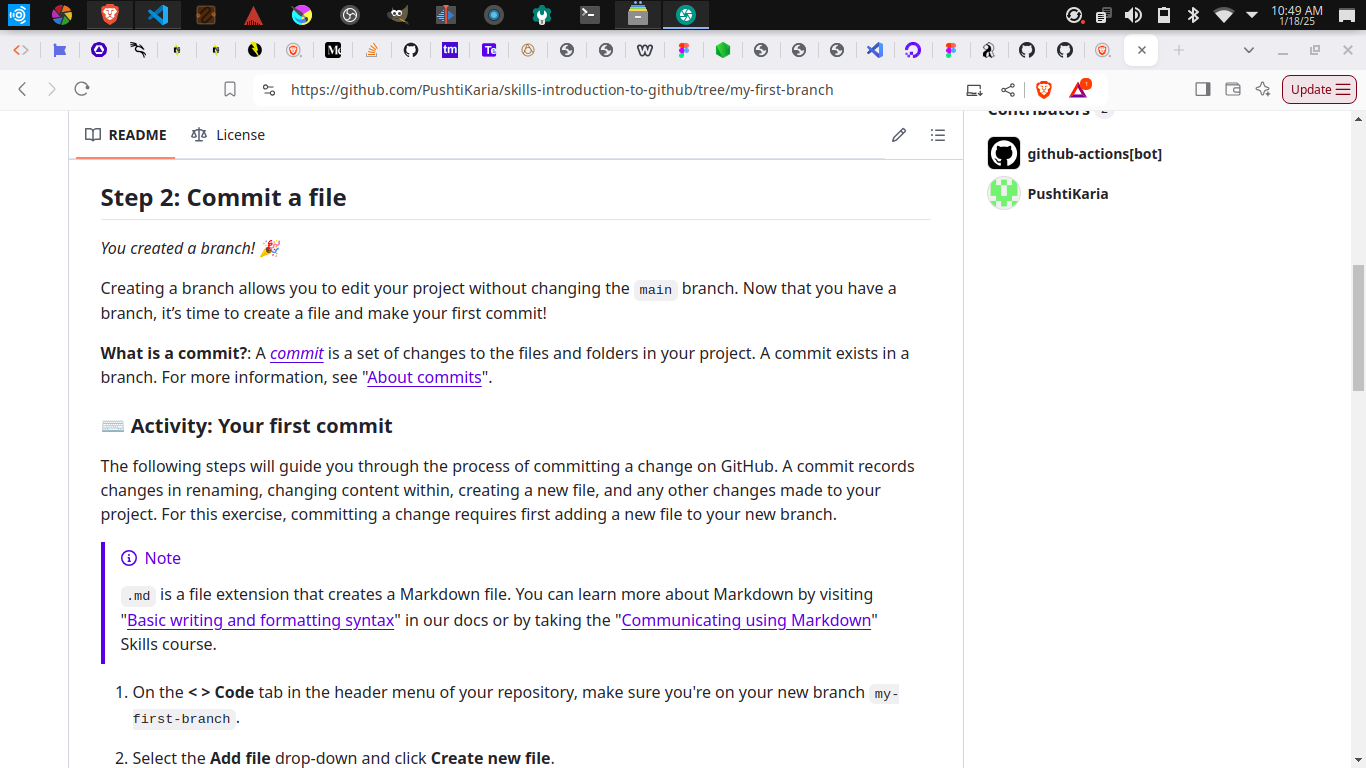 10:49 AM
1/18/25
https://github.com/PushtiKaria/skills-introduction-to-github/tree/my-first-branch
1
Update
README
License
Contributors 2
github-actions[bot]
PushtiKaria
Step 2: Commit a file
You created a branch! 🎉
Creating a branch allows you to edit your project without changing the main branch. Now that you have a
branch, it’s time to create a file and make your first commit!
What is a commit?: A commit is a set of changes to the files and folders in your project. A commit exists in a
branch. For more information, see "About commits".
⌨️ Activity: Your first commit
The following steps will guide you through the process of committing a change on GitHub. A commit records
changes in renaming, changing content within, creating a new file, and any other changes made to your
project. For this exercise, committing a change requires first adding a new file to your new branch.
Note
.md is a file extension that creates a Markdown file. You can learn more about Markdown by visiting
"Basic writing and formatting syntax" in our docs or by taking the "Communicating using Markdown"
Skills course.
1. On the < > Code tab in the header menu of your repository, make sure you're on your new branch my-
first-branch .
2. Select the Add file drop-down and click Create new file.